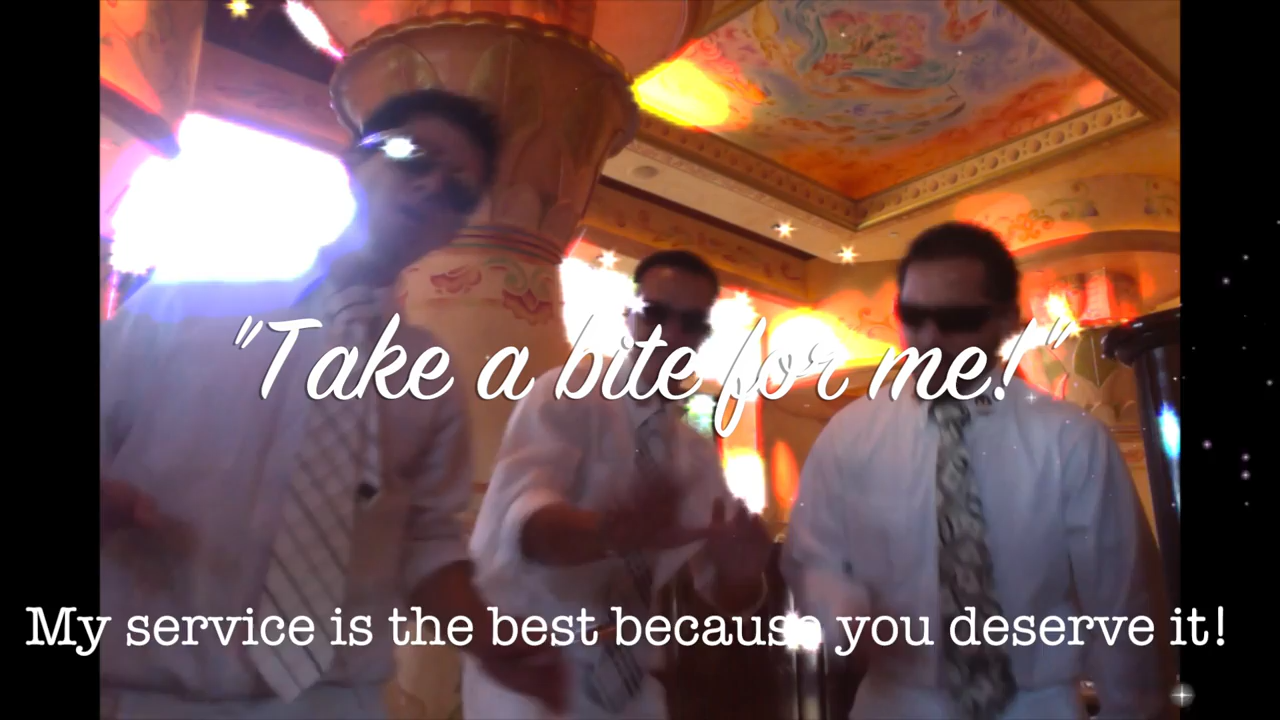 "Take a bite for me!"
My service is the best because you deserve it!